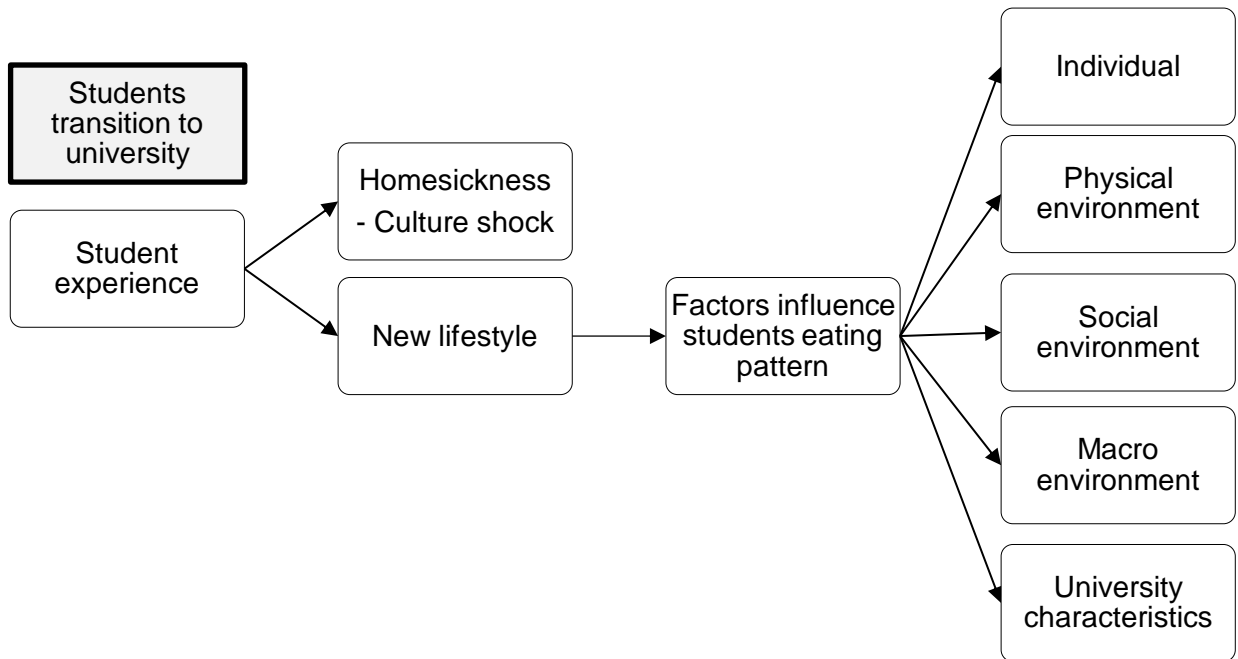 Students
transition to
university
Student
experience
Homesickness
- Culture shock
New lifestyle
Factors influence
students eating
pattern
Individual
Physical
environment
Social
environment
Macro
environment
University
characteristics